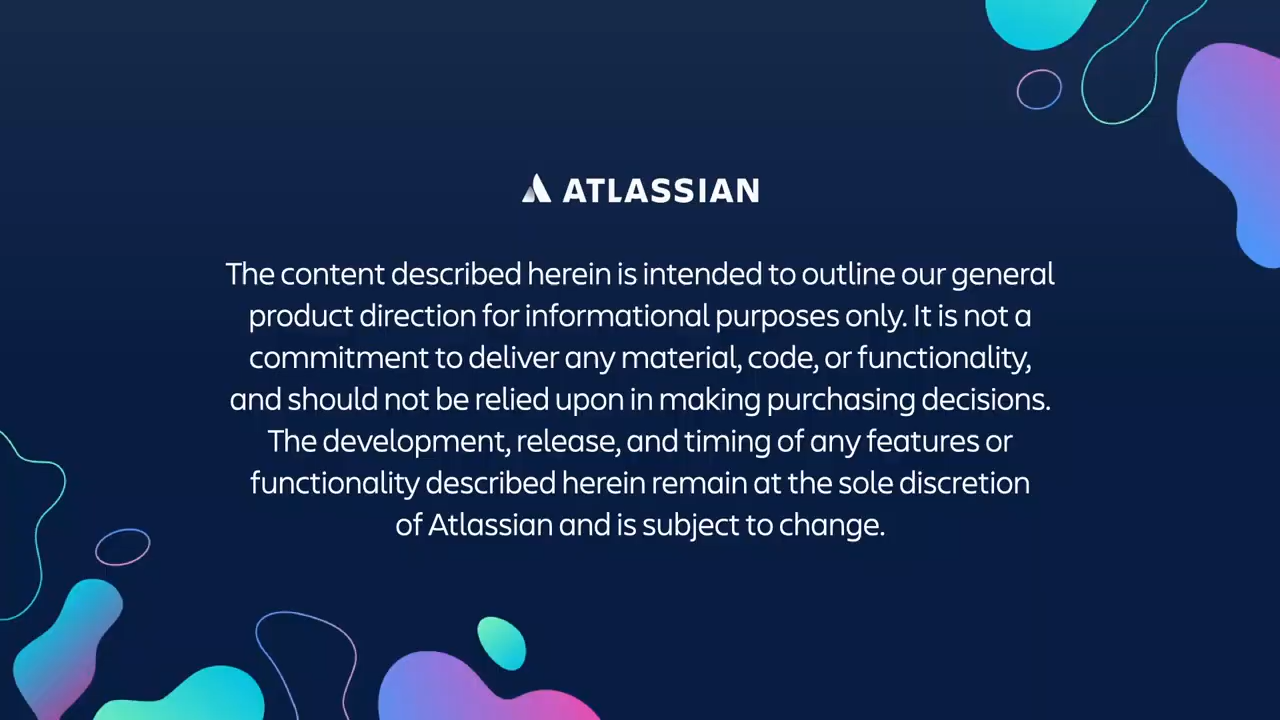 ATLASSIAN
The content described herein is intended to outline our general
product direction for informational purposes only. It is not a
commitment to deliver any material, code, or functionality,
and should not be relied upon in making purchasing decisions.
The development, release, and timing of any features or
functionality described herein remain at the sole discretion
of Atlassian and is subject to change.